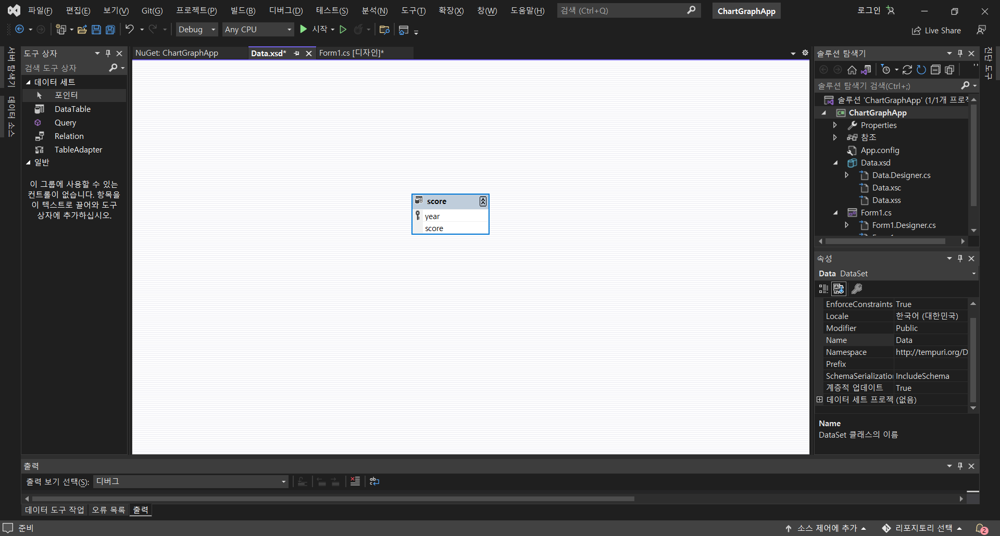 파일(F) 편집(E) 보기(V) Git(G) 프로젝트(P) 빌드(B) 디버그(D) 테스트(S) 분석(N) 도구(T) 확장(X) 창(W) 도움말(H) 검색 (Ctrl+Q) ChartGraphApp 로그인
Debug Any CPU 시작 Live Share
서버 탐색기
데이터 소스
도구 상자
검색 도구 상자
데이터 세트
포인터
DataTable
Query
Relation
TableAdapter
일반
이 그룹에 사용할 수 있는
컨트롤이 없습니다. 항목을
이 텍스트로 끌어와 도구
상자에 추가하십시오.
NuGet: ChartGraphApp Data.xsd* Form1.cs [디자인]*
score
year
score
솔루션 탐색기
솔루션 탐색기 검색(Ctrl+;)
솔루션 'ChartGraphApp' (1/1개 프로젝
ChartGraphApp
Properties
참조
App.config
Data.xsd
Data.Designer.cs
Data.xsc
Data.xss
Form1.cs
Form1.Designer.cs
진단 도구
속성
Data DataSet
EnforceConstraints True
Locale 한국어 (대한민국)
Modifier Public
Name Data
Namespace http://tempuri.org/D
Prefix
SchemaSerialization IncludeSchema
계층적 업데이트 True
데이터 세트 프로젝 (없음)
Name
DataSet 클래스의 이름
출력
출력 보기 선택(S): 디버그
데이터 도구 작업 오류 목록 출력
준비 소스 제어에 추가 리포지토리 선택 2